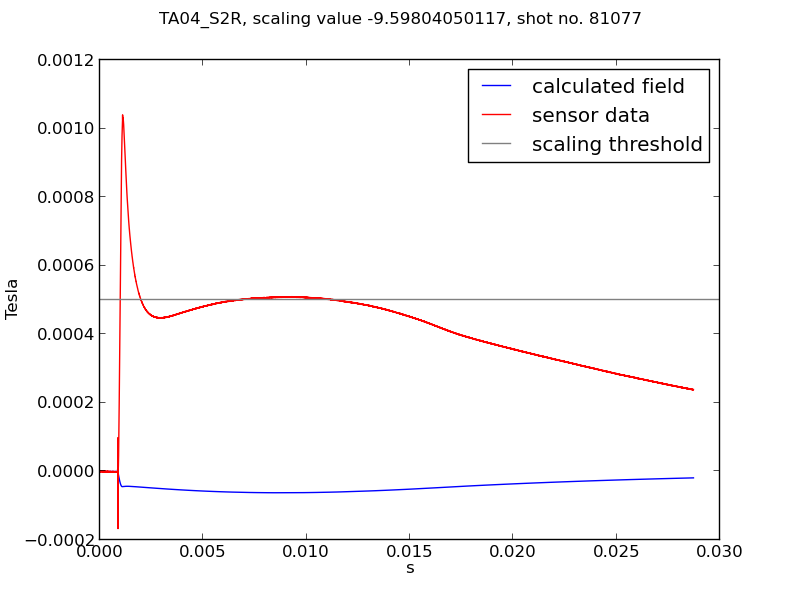 TA04_S2R, scaling value -9.59804050117, shot no. 81077
0.0012
0.0010
0.0008
0.0006
0.0004
0.0002
0.0000
−0.0002
Tesla
calculated field
sensor data
scaling threshold
0.000 0.005 0.010 0.015 0.020 0.025 0.030
s